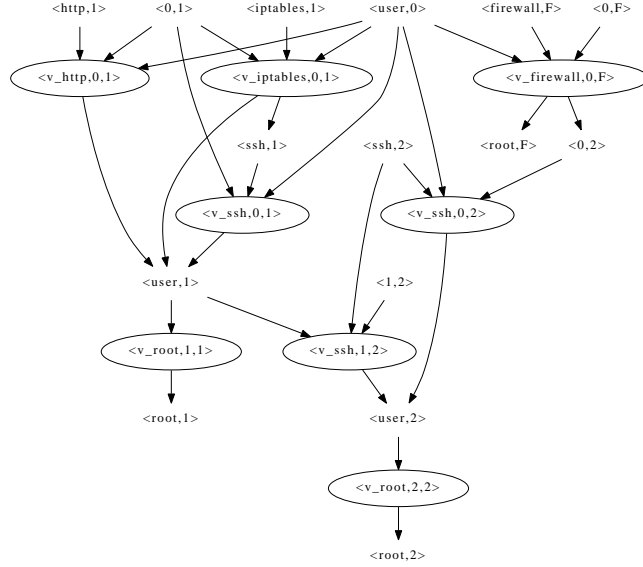 <http,1> <0,1> <iptables,1> <user,0> <firewall,F> <0,F>
<v_http,0,1> <v_iptables,0,1> <v_firewall,0,F>
<ssh,1> <ssh,2> <root,F> <0,2>
<v_ssh,0,1> <v_ssh,0,2>
<user,1> <1,2>
<v_root,1,1> <v_ssh,1,2>
<root,1> <user,2>
<v_root,2,2>
<root,2>